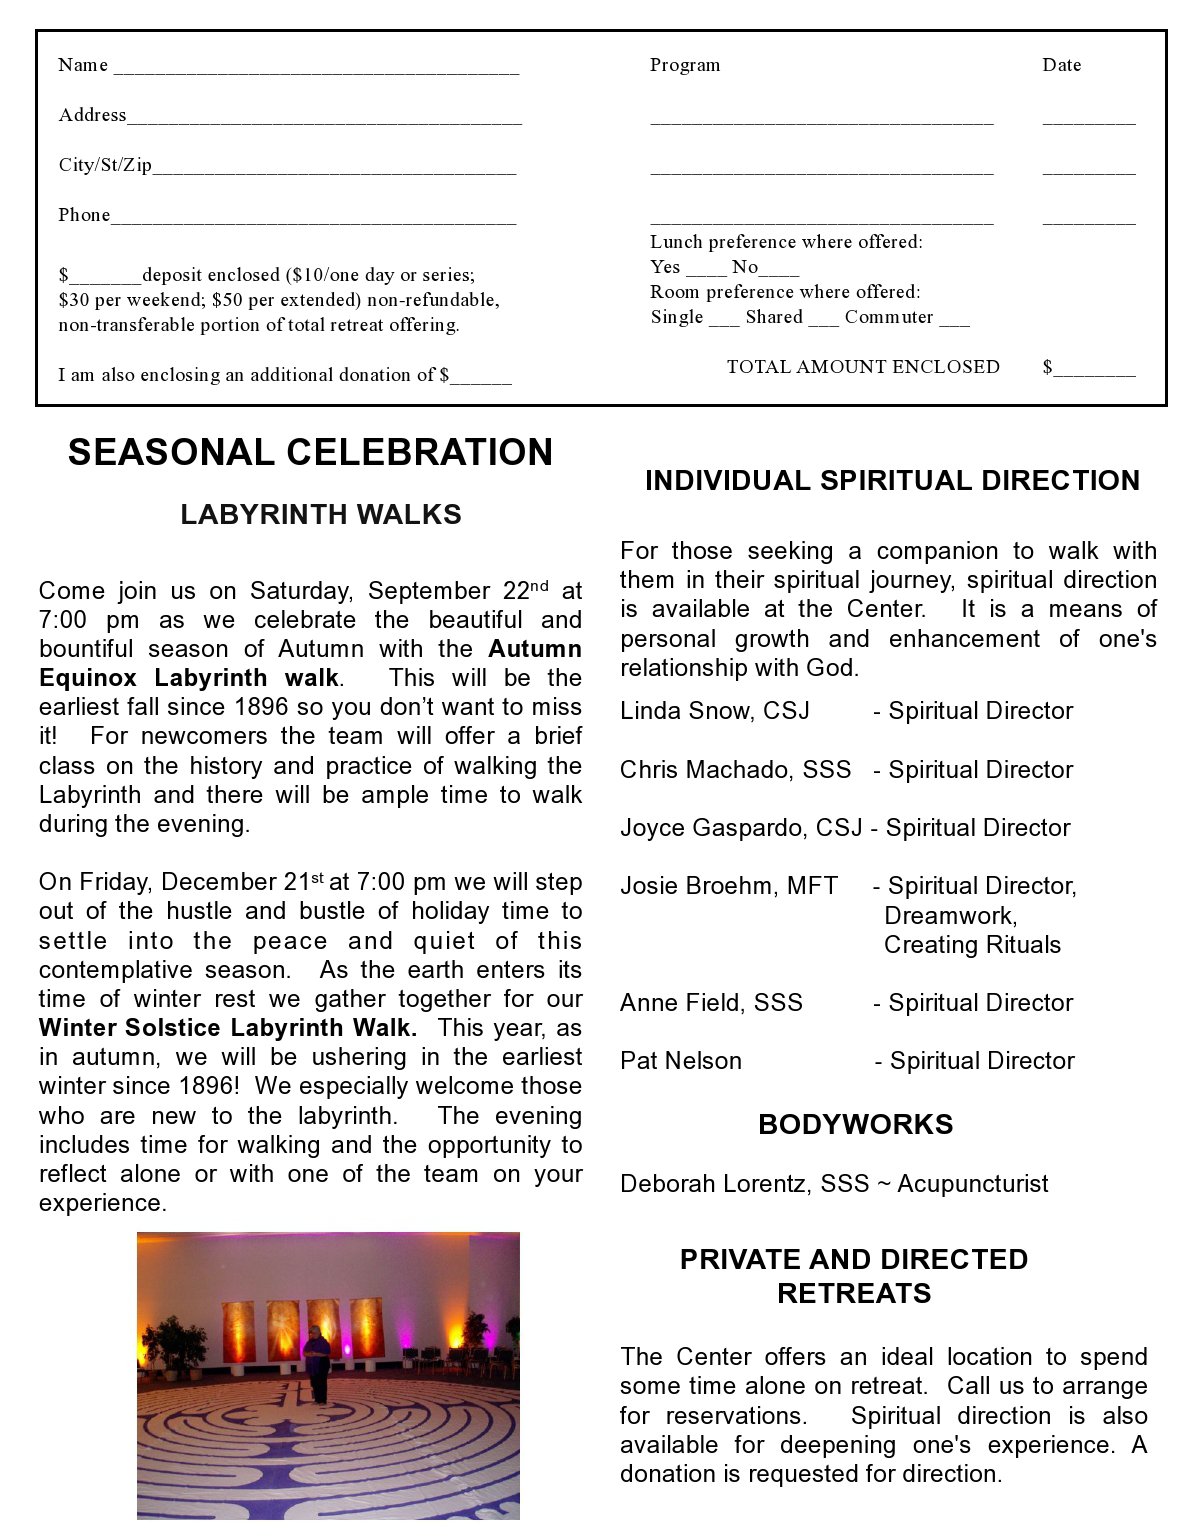 Name _______________________________________
Address______________________________________
City/St/Zip___________________________________
Phone_______________________________________
$_______deposit enclosed ($10/one day or series;
$30 per weekend; $50 per extended) non-refundable,
non-transferable portion of total retreat offering.
I am also enclosing an additional donation of $______
Program Date
_________________________________ _________
_________________________________ _________
_________________________________ _________
Lunch preference where offered:
Yes ____ No____
Room preference where offered:
Single ___ Shared ___ Commuter ___
TOTAL AMOUNT ENCLOSED $________
SEASONAL CELEBRATION
LABYRINTH WALKS
Come join us on Saturday, September 22nd at
7:00 pm as we celebrate the beautiful and
bountiful season of Autumn with the Autumn
Equinox Labyrinth walk. This will be the
earliest fall since 1896 so you don’t want to miss
it! For newcomers the team will offer a brief
class on the history and practice of walking the
Labyrinth and there will be ample time to walk
during the evening.
On Friday, December 21st at 7:00 pm we will step
out of the hustle and bustle of holiday time to
settle into the peace and quiet of this
contemplative season. As the earth enters its
time of winter rest we gather together for our
Winter Solstice Labyrinth Walk. This year, as
in autumn, we will be ushering in the earliest
winter since 1896! We especially welcome those
who are new to the labyrinth. The evening
includes time for walking and the opportunity to
reflect alone or with one of the team on your
experience.
INDIVIDUAL SPIRITUAL DIRECTION
For those seeking a companion to walk with
them in their spiritual journey, spiritual direction
is available at the Center. It is a means of
personal growth and enhancement of one's
relationship with God.
Linda Snow, CSJ - Spiritual Director
Chris Machado, SSS - Spiritual Director
Joyce Gaspardo, CSJ - Spiritual Director
Josie Broehm, MFT - Spiritual Director,
Dreamwork,
Creating Rituals
Anne Field, SSS - Spiritual Director
Pat Nelson - Spiritual Director
BODYWORKS
Deborah Lorentz, SSS ~ Acupuncturist
PRIVATE AND DIRECTED
RETREATS
The Center offers an ideal location to spend
some time alone on retreat. Call us to arrange
for reservations. Spiritual direction is also
available for deepening one's experience. A
donation is requested for direction.